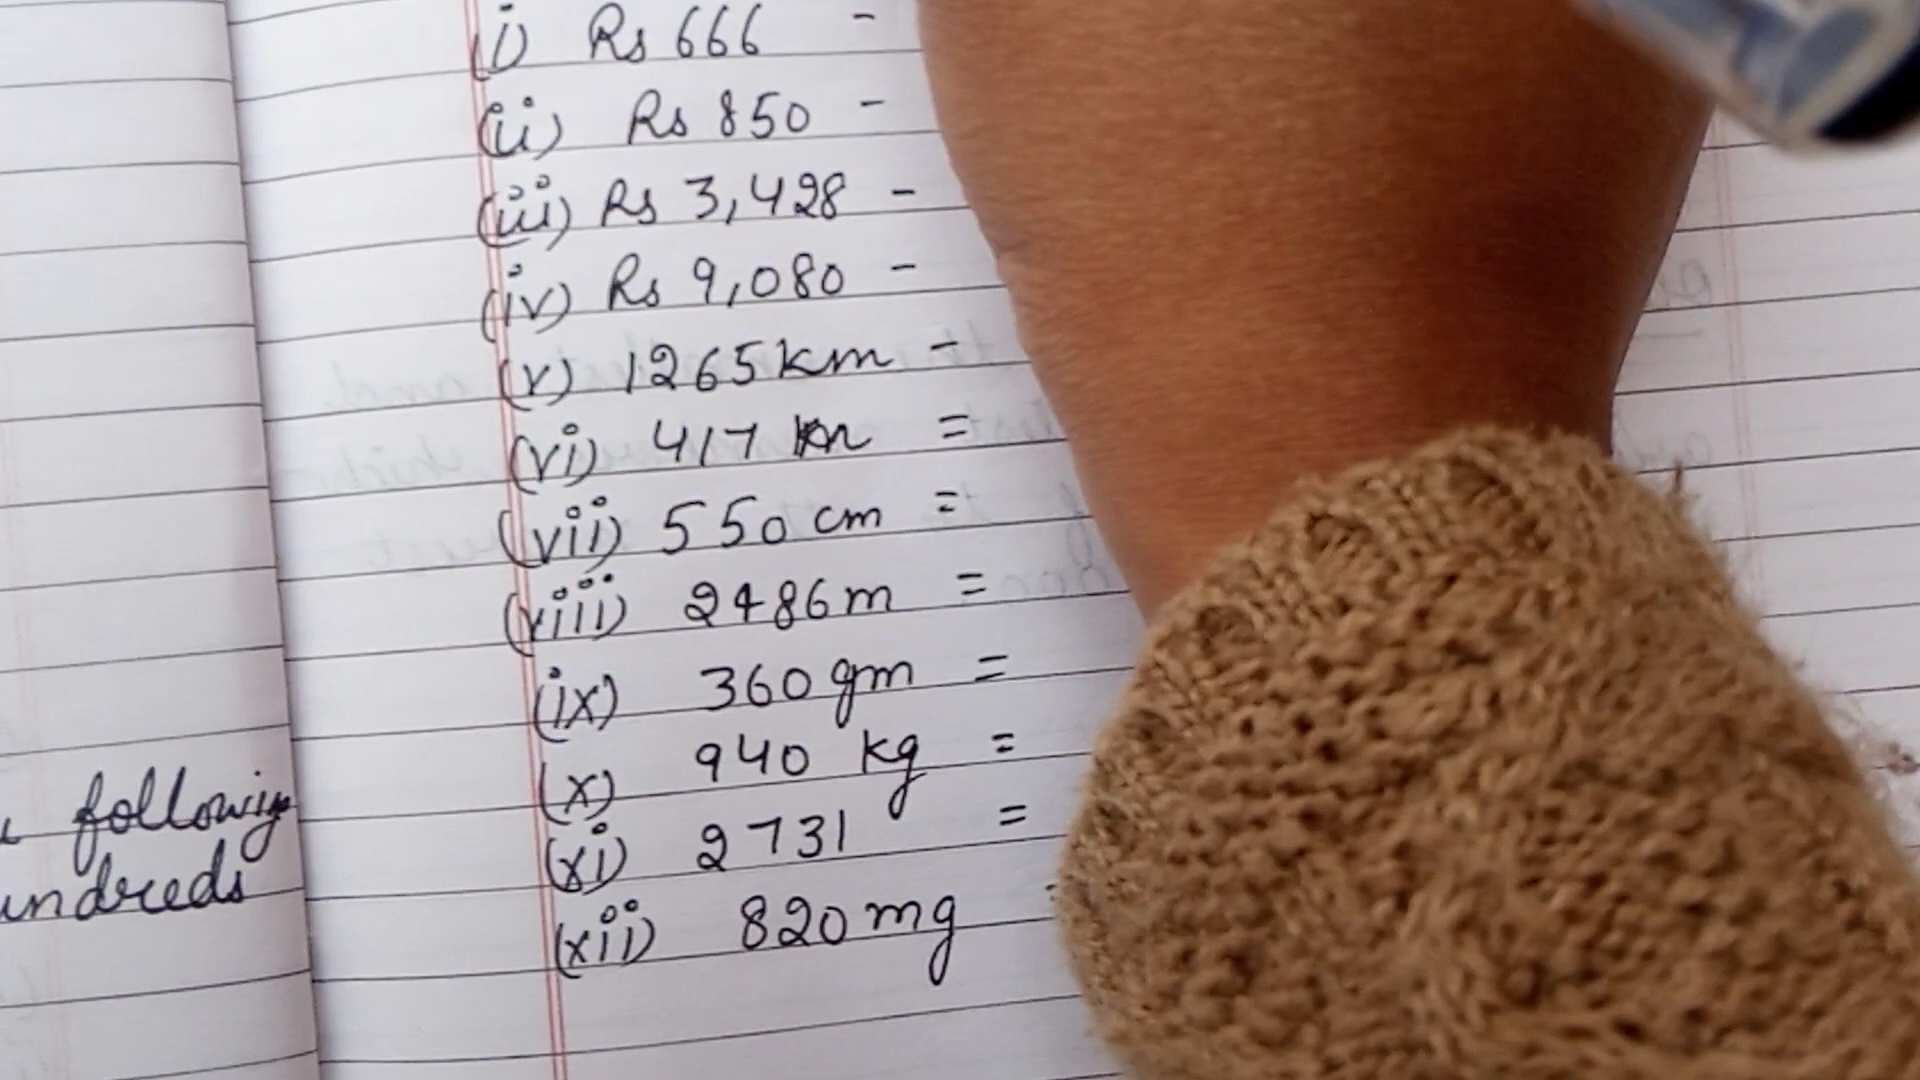 (i) Rs 666 -
(ii) Rs 850 -
(iii) Rs 3,428 -
(iv) Rs 9,080 -
(v) 1265 km -
(vi) 417 km =
(vii) 550 cm =
(viii) 2486 m =
(ix) 360 gm =
(x) 940 kg =
(xi) 2731 =
(xii) 820 mg
following
undreds